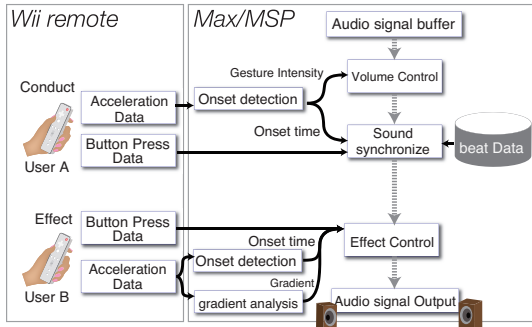 Wii remote
Max/MSP
Audio signal buffer
Conduct
Gesture Intensity
Volume Control
Acceleration
Data
Onset detection
User A
Onset time
Button Press
Data
Sound
synchronize
beat Data
Effect
User B
Button Press
Data
Onset time
Effect Control
Acceleration
Data
Onset detection
Gradient
gradient analysis
Audio signal Output